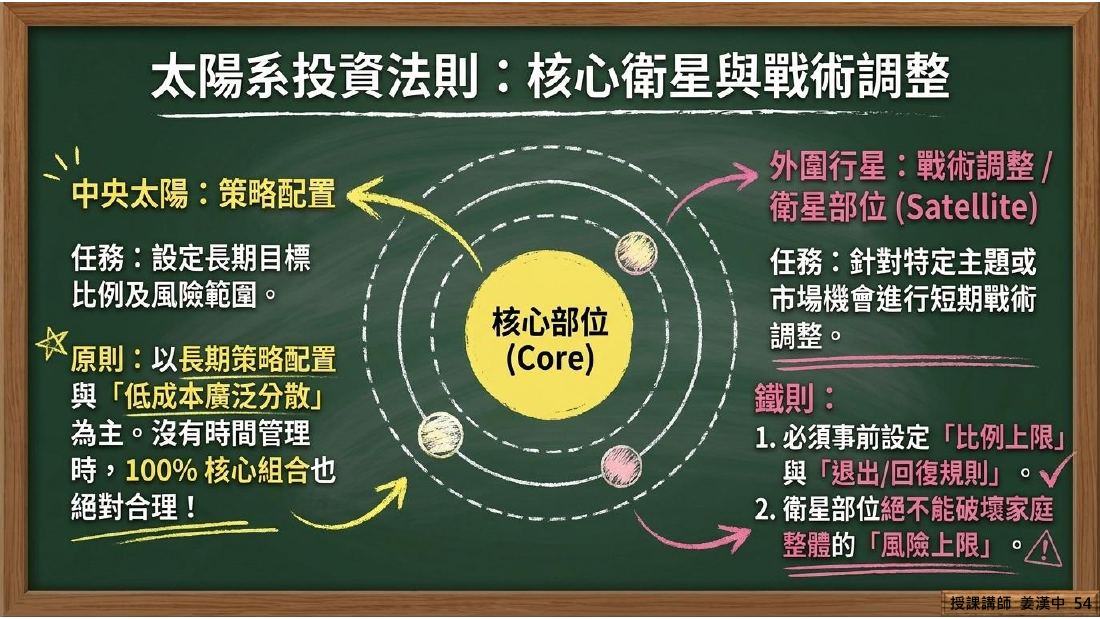 太陽系投資法則：核心衛星與戰術調整
中央太陽：策略配置
任務：設定長期目標
比例及風險範圍。
原則：以長期策略配置
與「低成本廣泛分散」
為主。沒有時間管理
時，100% 核心組合也
絕對合理！
核心部位
(Core)
外圍行星：戰術調整 /
衛星部位 (Satellite)
任務：針對特定主題或
市場機會進行短期戰術
調整。
鐵則：
1. 必須事前設定「比例上限」
與「退出/回復規則」。
2. 衛星部位絕不能破壞家庭
整體的「風險上限」。
授課講師 姜漢中 54